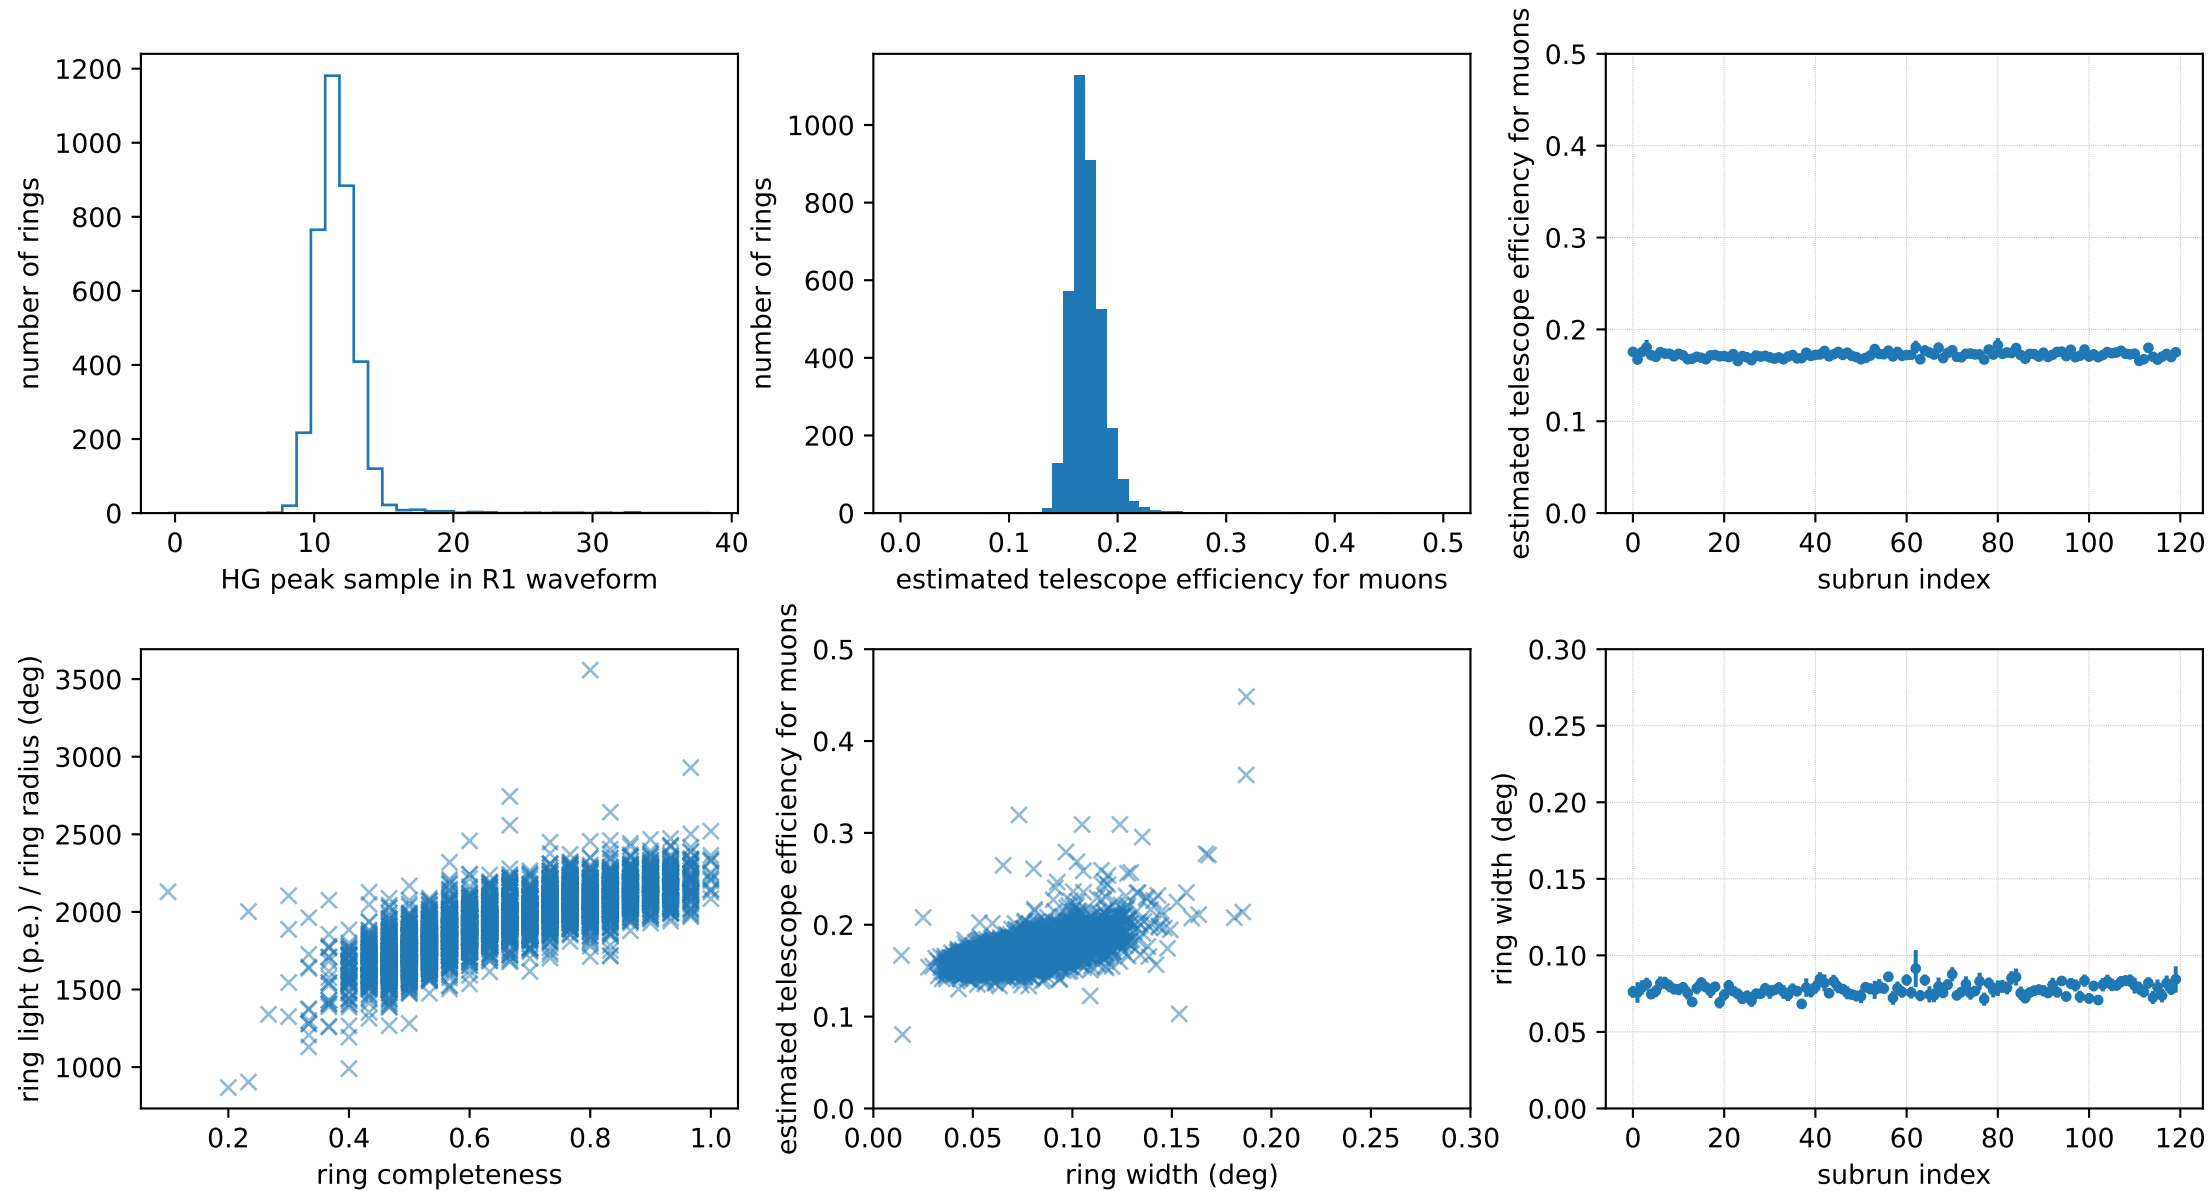 number of rings
1200
1000
800
600
400
200
0
0 10 20 30 40
HG peak sample in R1 waveform
number of rings
1000
800
600
400
200
0
0.0 0.1 0.2 0.3 0.4 0.5
estimated telescope efficiency for muons
estimated telescope efficiency for muons
0.5
0.4
0.3
0.2
0.1
0.0
0 20 40 60 80 100 120
subrun index
ring light (p.e.) / ring radius (deg)
3500
3000
2500
2000
1500
1000
0.2 0.4 0.6 0.8 1.0
ring completeness
estimated telescope efficiency for muons
0.5
0.4
0.3
0.2
0.1
0.0
0.00 0.05 0.10 0.15 0.20 0.25 0.30
ring width (deg)
ring width (deg)
0.30
0.25
0.20
0.15
0.10
0.05
0.00
0 20 40 60 80 100 120
subrun index